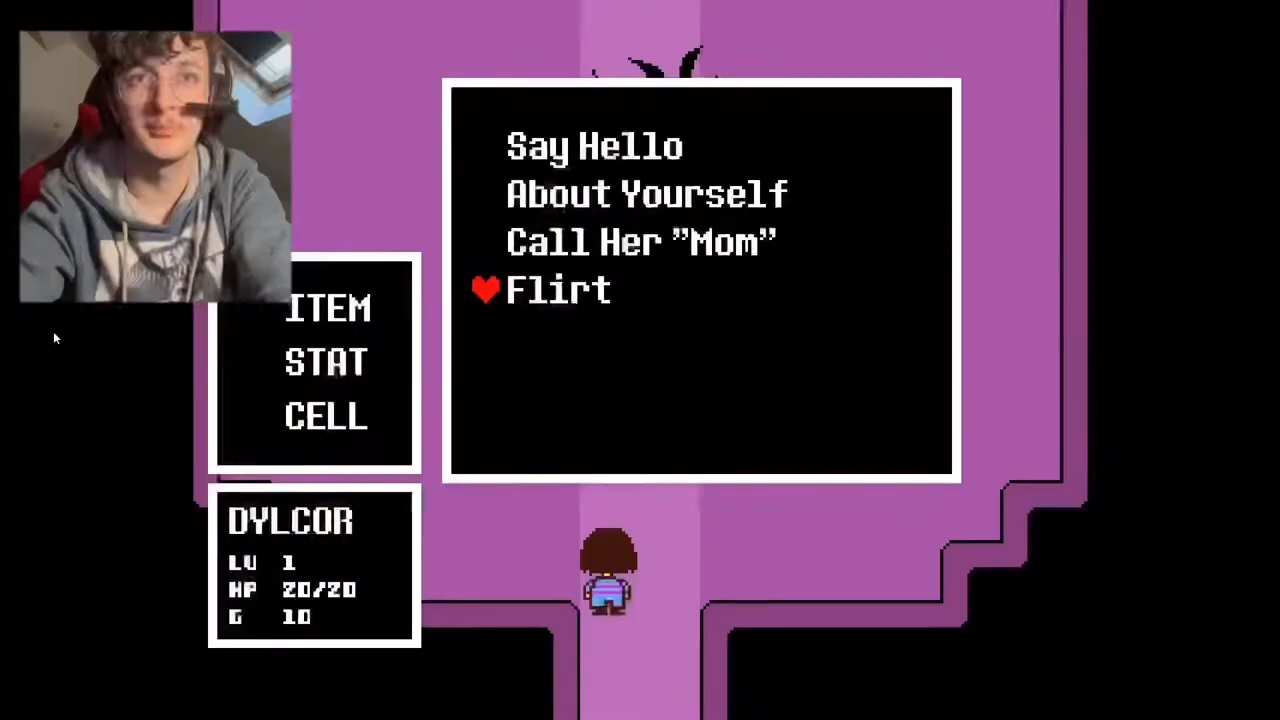 Say Hello
About Yourself
Call Her "Mom"
Flirt
ITEM
STAT
CELL
DYLCOR
LV 1
HP 20/20
G 10